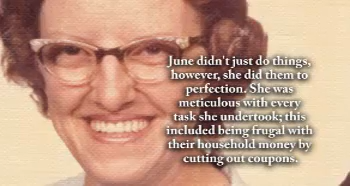 June didn't just do things,
however, she did them to
perfection. She was
meticulous with every
task she undertook; this
included being frugal with
their household money by
cutting out coupons.